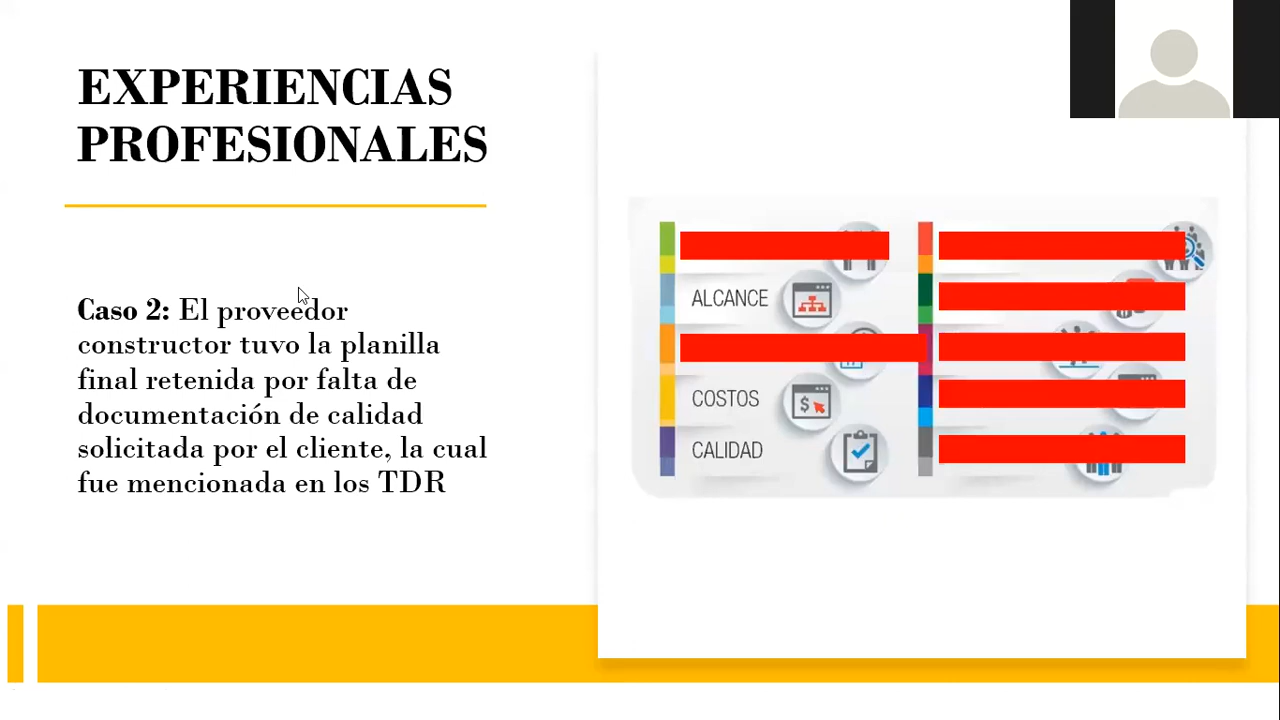 EXPERIENCIAS
PROFESIONALES
Caso 2: El proveedor
constructor tuvo la planilla
final retenida por falta de
documentación de calidad
solicitada por el cliente, la cual
fue mencionada en los TDR
ALCANCE
COSTOS
$
CALIDAD